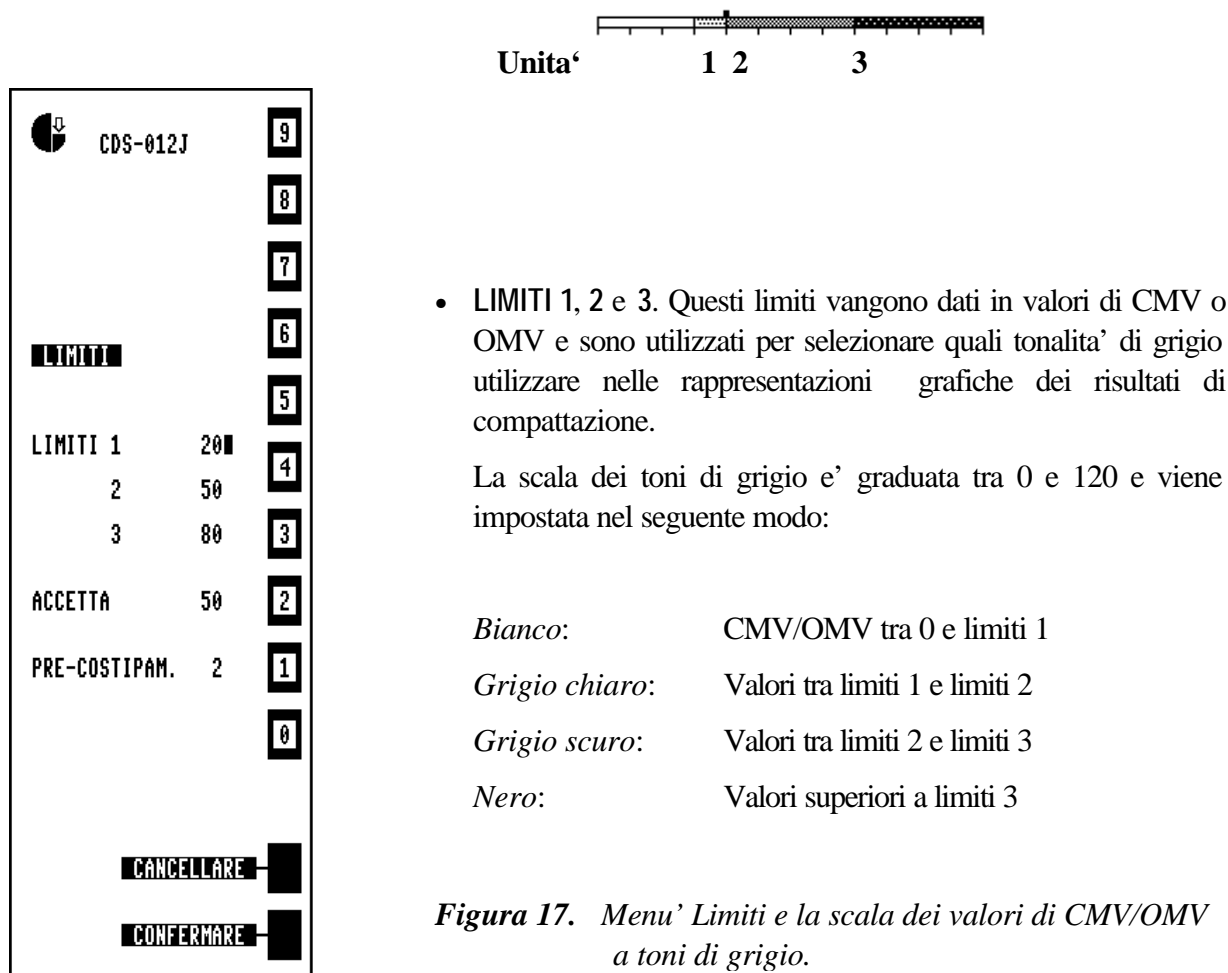 Unita‘ 1 2 3
CDS-012J
9
8
7
6
LIMITI
5
LIMITI 1 20
4
2 50
3 80
3
ACCETTA 50
2
PRE-COSTIPAM. 2
1
0
CANCELLARE
CONFERMARE
• LIMITI 1, 2 e 3. Questi limiti vangono dati in valori di CMV o
OMV e sono utilizzati per selezionare quali tonalita’ di grigio
utilizzare nelle rappresentazioni grafiche dei risultati di
compattazione.
La scala dei toni di grigio e’ graduata tra 0 e 120 e viene
impostata nel seguente modo:
Bianco: CMV/OMV tra 0 e limiti 1
Grigio chiaro: Valori tra limiti 1 e limiti 2
Grigio scuro: Valori tra limiti 2 e limiti 3
Nero: Valori superiori a limiti 3
Figura 17. Menu’ Limiti e la scala dei valori di CMV/OMV
a toni di grigio.